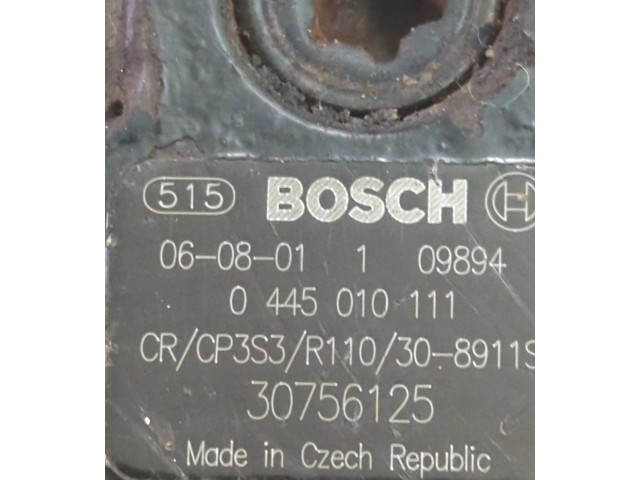 515 BOSCH
06-08-01 1 09894
0 445 010 111
CR/CP3S3/R110/30-8911S
30756125
Made in Czech Republic